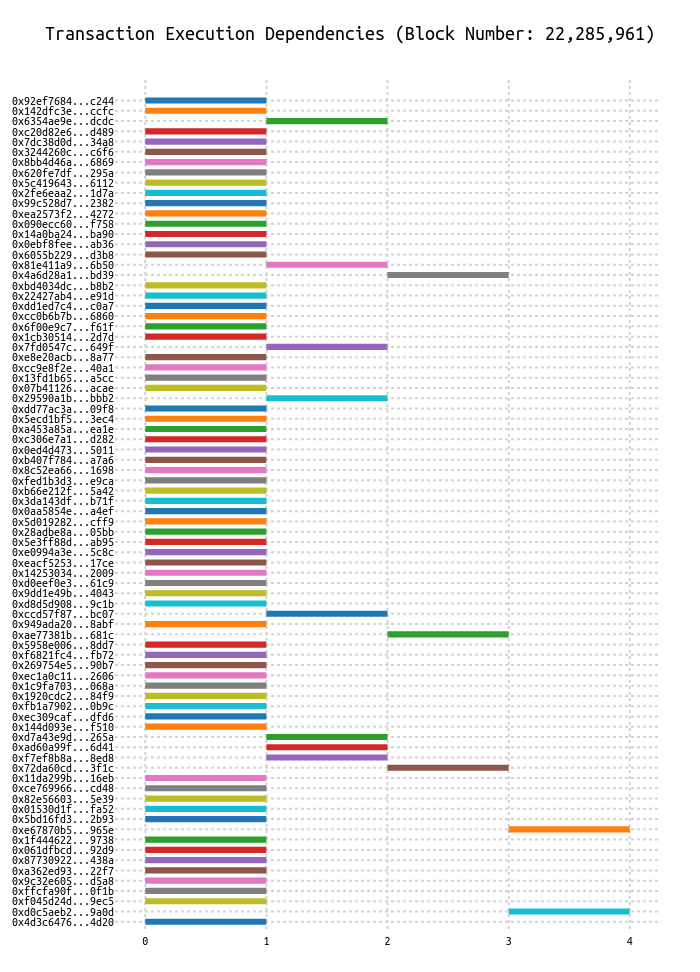 Transaction Execution Dependencies (Block Number: 22,285,961)
0x92ef7684...c244
0x142dfc3e...ccfc
0x6354ae9e...dcdc
0xc20d82e6...d489
0x7dc38d0d...34a8
0x3244260c...c6f6
0x8bb4d46a...6869
0x620fe7df...295a
0x5c419643...6112
0x2fe6eaa2...1d7a
0x99c528d7...2382
0xea2573f2...4272
0x090ecc60...f758
0x14a0ba24...ba90
0x0ebf8fee...ab36
0x6055b229...d3b8
0x81e411a9...6b50
0x4a6d28a1...bd39
0xbd4034dc...b8b2
0x22427ab4...e91d
0xdd1ed7c4...c0a7
0xcc0b6b7b...6860
0x6f00e9c7...f61f
0x1cb30514...2d7d
0x7fd0547c...649f
0xe8e20acb...8a77
0xcc9e8f2e...40a1
0x13fd1b65...a5cc
0x07b41126...acae
0x29590a1b...bbb2
0xdd77ac3a...09f8
0x5ecd1bf5...3ec4
0xa453a85a...ea1e
0xc306e7a1...d282
0x0ed4d473...5011
0xb407f784...a7a6
0x8c52ea66...1698
0xfed1b3d3...e9ca
0xb66e212f...5a42
0x3da143df...b71f
0x0aa5854e...a4ef
0x5d019282...cff9
0x28adbe8a...05bb
0x5e3ff88d...ab95
0xe0994a3e...5c8c
0xeacf5253...17ce
0x14253034...2009
0xd0eef0e3...61c9
0x9dd1e49b...4043
0xd8d5d908...9c1b
0xccd57f87...bc07
0x949ada20...8abf
0xae77381b...681c
0x5958e006...8dd7
0xf6821fc4...fb72
0x269754e5...90b7
0xec1a0c11...2606
0x1c9fa703...068a
0x1920cdc2...84f9
0xfb1a7902...0b9c
0xec309caf...dfd6
0x144d093e...f510
0xd7a43e9d...265a
0xad60a99f...6d41
0xf7ef8b8a...8ed8
0x72da60cd...3f1c
0x11da299b...16eb
0xce769966...cd48
0x82e56603...5e39
0x01530d1f...fa52
0x5bd16fd3...2b93
0xe67870b5...965e
0x1f444622...9738
0x061dfbcd...92d9
0x87730922...438a
0xa362ed93...22f7
0x9c32e605...d5a8
0xffcfa90f...0f1b
0xf045d24d...9ec5
0xd0c5aeb2...9a0d
0x4d3c6476...4d20
0 1 2 3 4